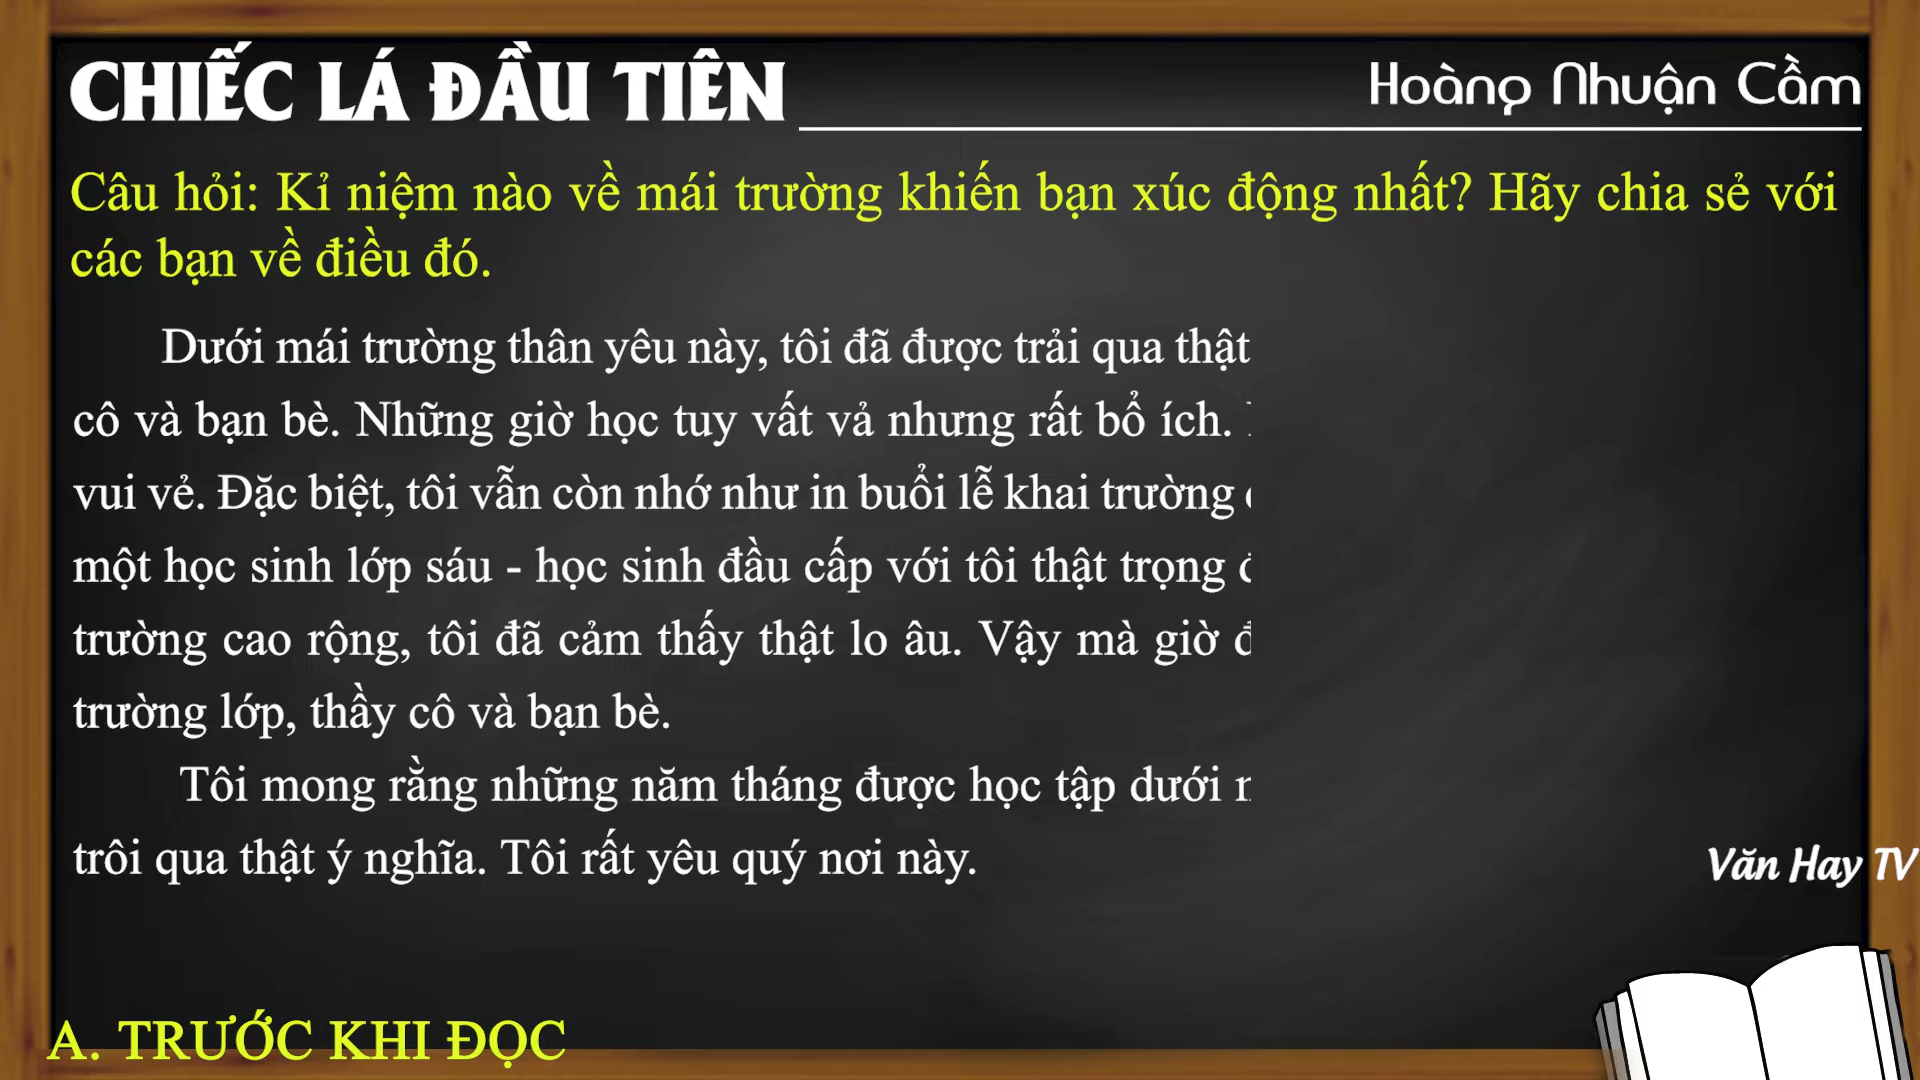 CHIẾC LÁ ĐẦU TIÊN
Hoàng Nhuận Cầm
Câu hỏi: Kỉ niệm nào về mái trường khiến bạn xúc động nhất? Hãy chia sẻ với
các bạn về điều đó.
Dưới mái trường thân yêu này, tôi đã được trải qua thật
cô và bạn bè. Những giờ học tuy vất vả nhưng rất bổ ích.
vui vẻ. Đặc biệt, tôi vẫn còn nhớ như in buổi lễ khai trường
một học sinh lớp sáu - học sinh đầu cấp với tôi thật trọng
trường cao rộng, tôi đã cảm thấy thật lo âu. Vậy mà giờ
trường lớp, thầy cô và bạn bè.
Tôi mong rằng những năm tháng được học tập dưới
trôi qua thật ý nghĩa. Tôi rất yêu quý nơi này.
Văn Hay TV
A. TRƯỚC KHI ĐỌC